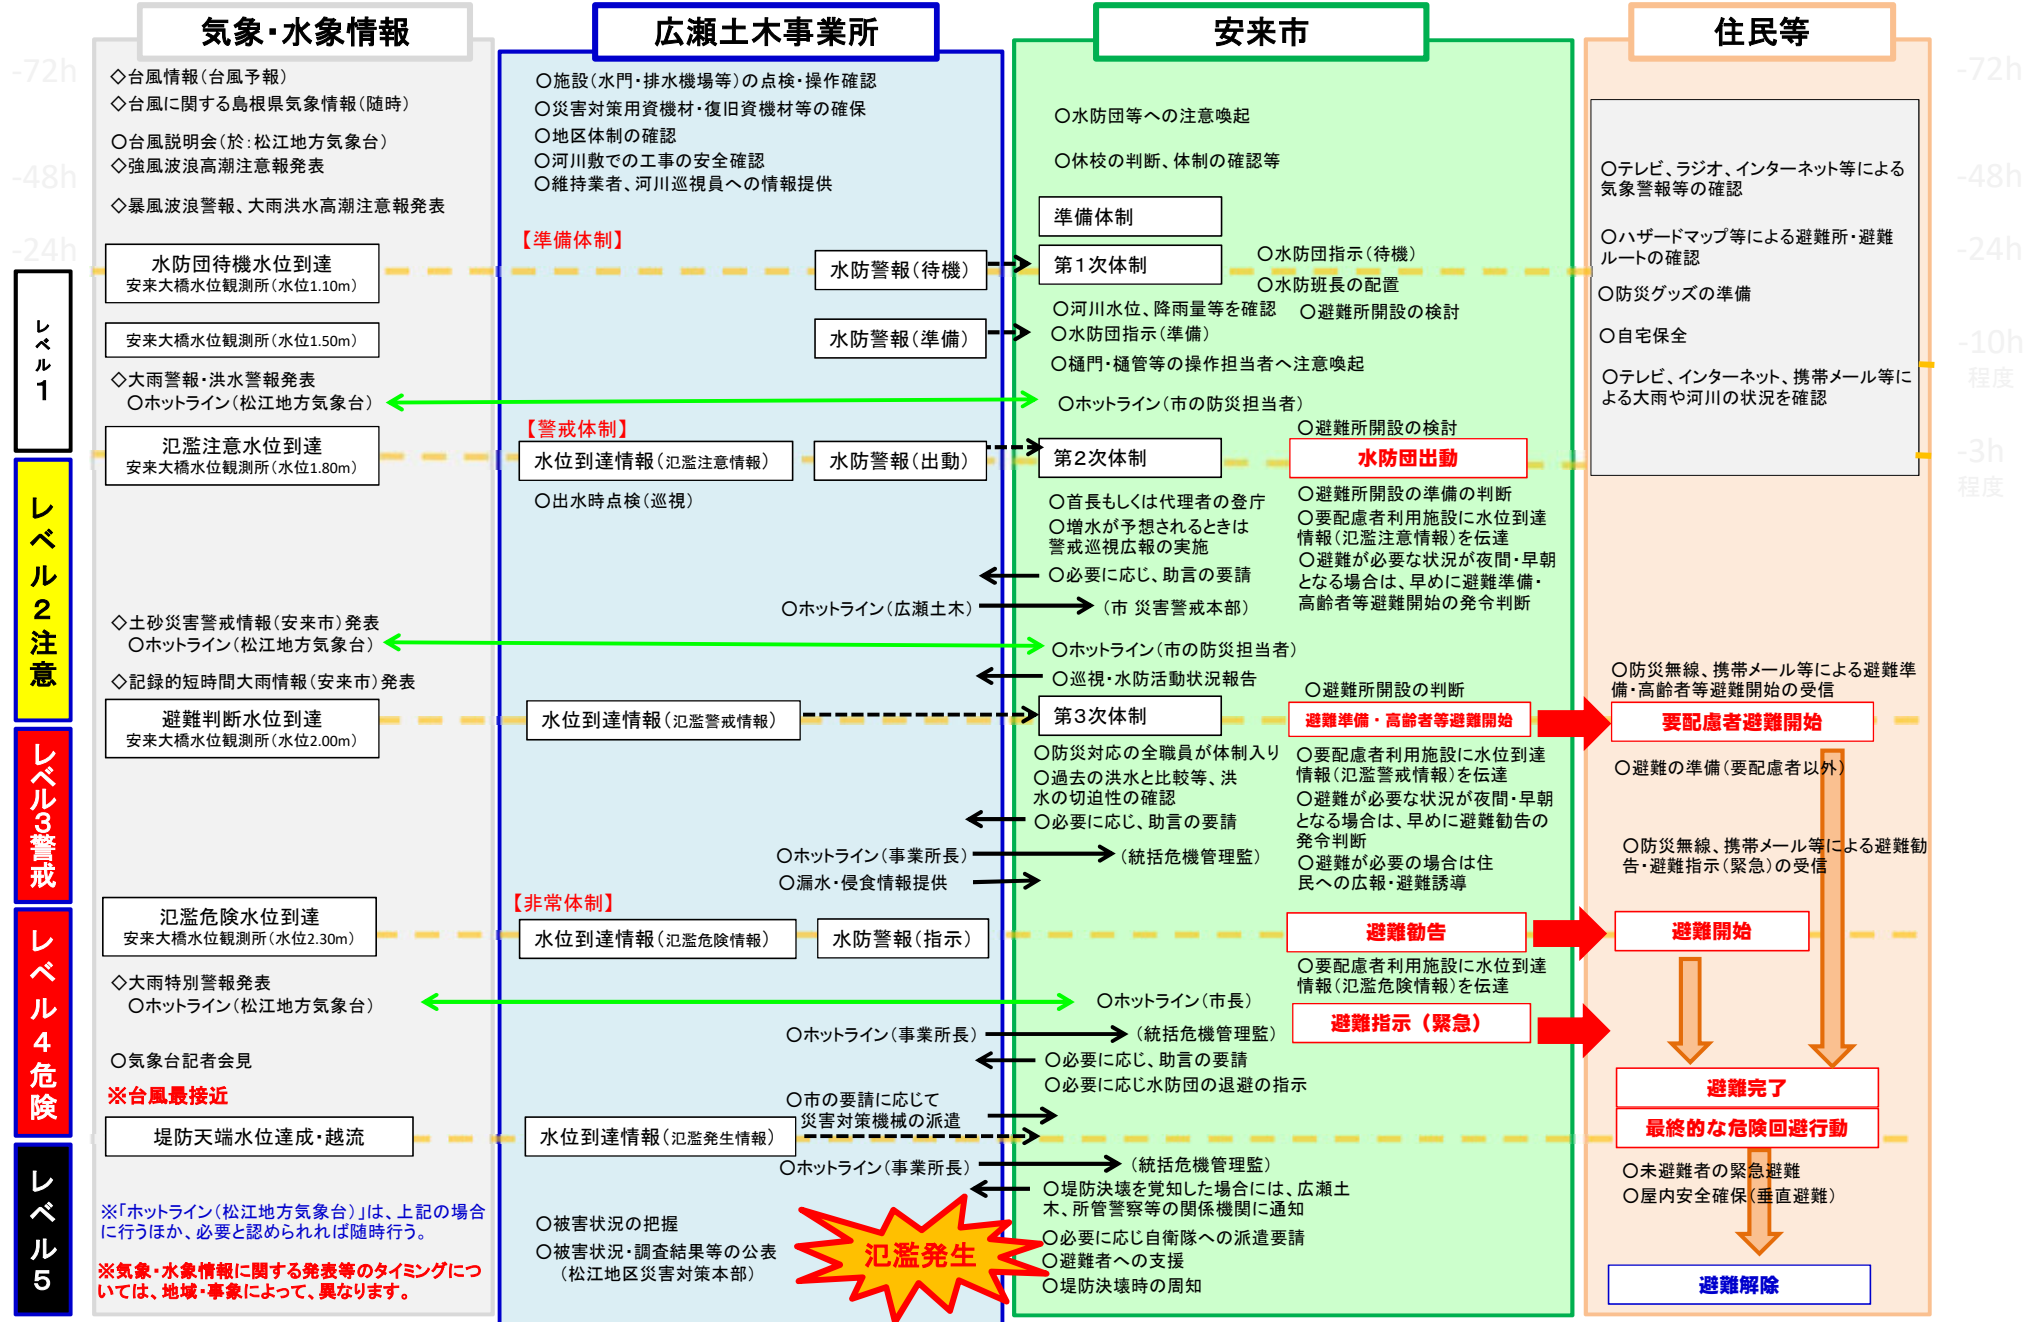 気象・水象情報
広瀬土木事業所
安来市
住民等
-72h
-48h
-24h
レベル1
レベル2注意
レベル3警戒
レベル4危険
レベル5
◇台風情報(台風予報)
◇台風に関する島根県気象情報(随時)
〇台風説明会(於:松江地方気象台)
◇強風波浪高潮注意報発表
◇暴風波浪警報、大雨洪水高潮注意報発表
水防団待機水位到達
安来大橋水位観測所(水位1.10m)
安来大橋水位観測所(水位1.50m)
◇大雨警報・洪水警報発表
〇ホットライン(松江地方気象台)
氾濫注意水位到達
安来大橋水位観測所(水位1.80m)
◇土砂災害警戒情報(安来市)発表
〇ホットライン(松江地方気象台)
◇記録的短時間大雨情報(安来市)発表
避難判断水位到達
安来大橋水位観測所(水位2.00m)
氾濫危険水位到達
安来大橋水位観測所(水位2.30m)
◇大雨特別警報発表
〇ホットライン(松江地方気象台)
〇気象台記者会見
※台風最接近
堤防天端水位達成・越流
※「ホットライン(松江地方気象台)」は、上記の場合
に行うほか、必要と認められれば随時行う。
※気象・水象情報に関する発表等のタイミングにつ
いては、地域・事象によって、異なります。
〇施設(水門・排水機場等)の点検・操作確認
〇災害対策用資機材・復旧資機材等の確保
〇地区体制の確認
〇河川敷での工事の安全確認
〇維持業者、河川巡視員への情報提供
【準備体制】
水防警報(待機)
水防警報(準備)
【警戒体制】
水位到達情報(氾濫注意情報)
水防警報(出動)
〇出水時点検(巡視)
〇ホットライン(広瀬土木)
水位到達情報(氾濫警戒情報)
〇ホットライン(事業所長)
〇漏水・侵食情報提供
【非常体制】
水位到達情報(氾濫危険情報)
水防警報(指示)
〇ホットライン(事業所長)
〇市の要請に応じて
災害対策機械の派遣
水位到達情報(氾濫発生情報)
〇ホットライン(事業所長)
〇被害状況の把握
〇被害状況・調査結果等の公表
(松江地区災害対策本部)
氾濫発生
〇水防団等への注意喚起
〇休校の判断、体制の確認等
準備体制
第1次体制
〇水防団指示(待機)
〇水防班長の配置
〇河川水位、降雨量等を確認
〇避難所開設の検討
〇水防団指示(準備)
〇樋門・樋管等の操作担当者へ注意喚起
〇ホットライン(市の防災担当者)
〇避難所開設の検討
第2次体制
水防団出動
〇首長もしくは代理者の登庁
〇増水が予想されるときは
警戒巡視広報の実施
〇必要に応じ、助言の要請
(市 災害警戒本部)
〇避難所開設の準備の判断
〇要配慮者利用施設に水位到達
情報(氾濫注意情報)を伝達
〇避難が必要な状況が夜間・早朝
となる場合は、早めに避難準備・
高齢者等避難開始の発令判断
〇ホットライン(市の防災担当者)
〇巡視・水防活動状況報告
〇避難所開設の判断
第3次体制
避難準備・高齢者等避難開始
〇防災対応の全職員が体制入り
〇過去の洪水と比較等、洪
水の切迫性の確認
〇必要に応じ、助言の要請
(統括危機管理監)
〇要配慮者利用施設に水位到達
情報(氾濫警戒情報)を伝達
〇避難が必要な状況が夜間・早朝
となる場合は、早めに避難勧告の
発令判断
〇避難が必要の場合は住
民への広報・避難誘導
避難勧告
〇要配慮者利用施設に水位到達
情報(氾濫危険情報)を伝達
〇ホットライン(市長)
避難指示(緊急)
(統括危機管理監)
〇必要に応じ、助言の要請
〇必要に応じ水防団の退避の指示
(統括危機管理監)
〇堤防決壊を覚知した場合には、広瀬土
木、所管警察等の関係機関に通知
〇必要に応じ自衛隊への派遣要請
〇避難者への支援
〇堤防決壊時の周知
〇テレビ、ラジオ、インターネット等による
気象警報等の確認
〇ハザードマップ等による避難所・避難
ルートの確認
〇防災グッズの準備
〇自宅保全
〇テレビ、インターネット、携帯メール等に
よる大雨や河川の状況を確認
〇防災無線、携帯メール等による避難準
備・高齢者等避難開始の受信
要配慮者避難開始
〇避難の準備(要配慮者以外)
〇防災無線、携帯メール等による避難勧
告・避難指示(緊急)の受信
避難開始
避難完了
最終的な危険回避行動
〇未避難者の緊急避難
〇屋内安全確保(垂直避難)
避難解除
-72h
-48h
-24h
-10h
程度
-3h
程度